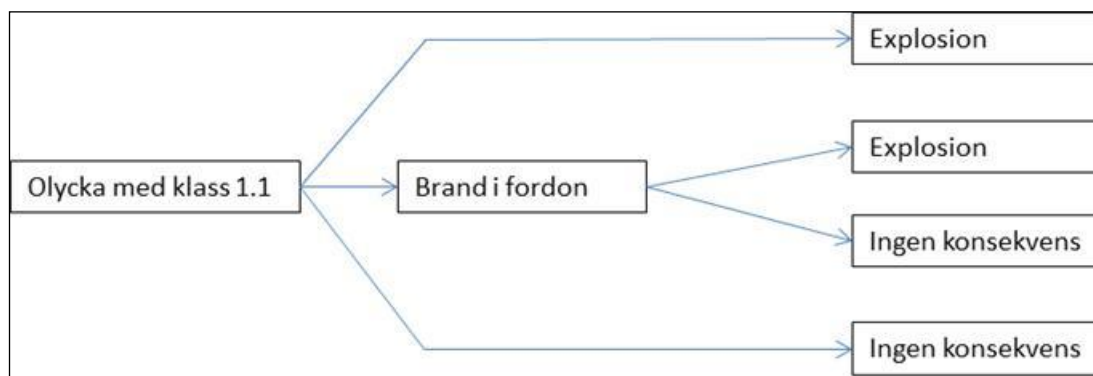 Explosion
Explosion
Olycka med klass 1.1
Brand i fordon
Ingen konsekvens
Ingen konsekvens